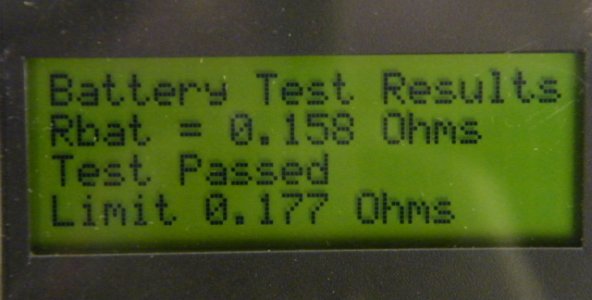 Battery Test Results
Rbat = 0.158 Ohms
Test Passed
Limit 0.177 Ohms